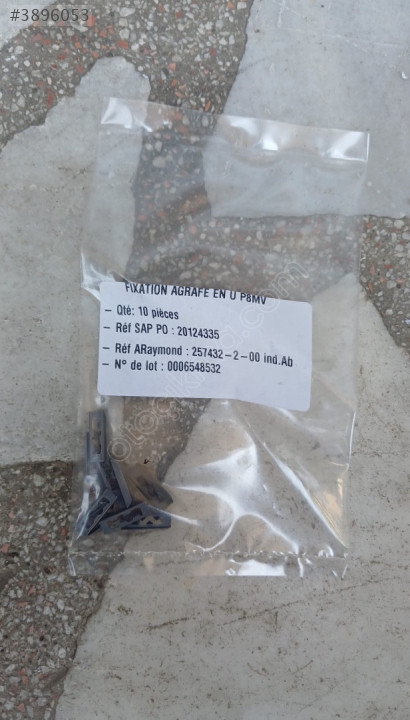 #3896053
FIXATION AGRAFE EN U P8MV
- Qté: 10 pièces
- Réf SAP PO : 20124335
- Réf ARaymond : 257432-2-00 ind.Ab
- N° de lot : 0006548532